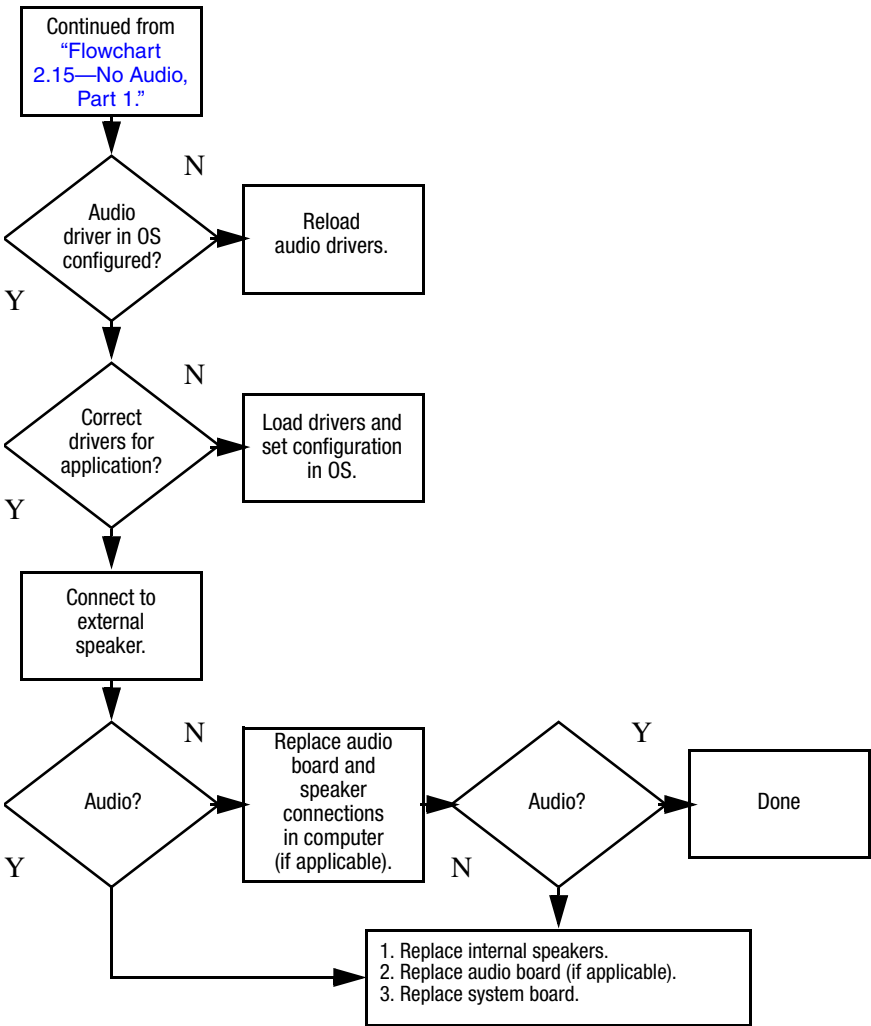 Continued from
“Flowchart
2.15—No Audio,
Part 1.”
N
Audio
driver in OS
configured?
Reload
audio drivers.
Y
N
Correct
drivers for
application?
Load drivers and
set configuration
in OS.
Y
Connect to
external
speaker.
N
Audio?
Y
Replace audio
board and
speaker
connections
in computer
(if applicable).
Y
Audio?
N
Done
1. Replace internal speakers.
2. Replace audio board (if applicable).
3. Replace system board.